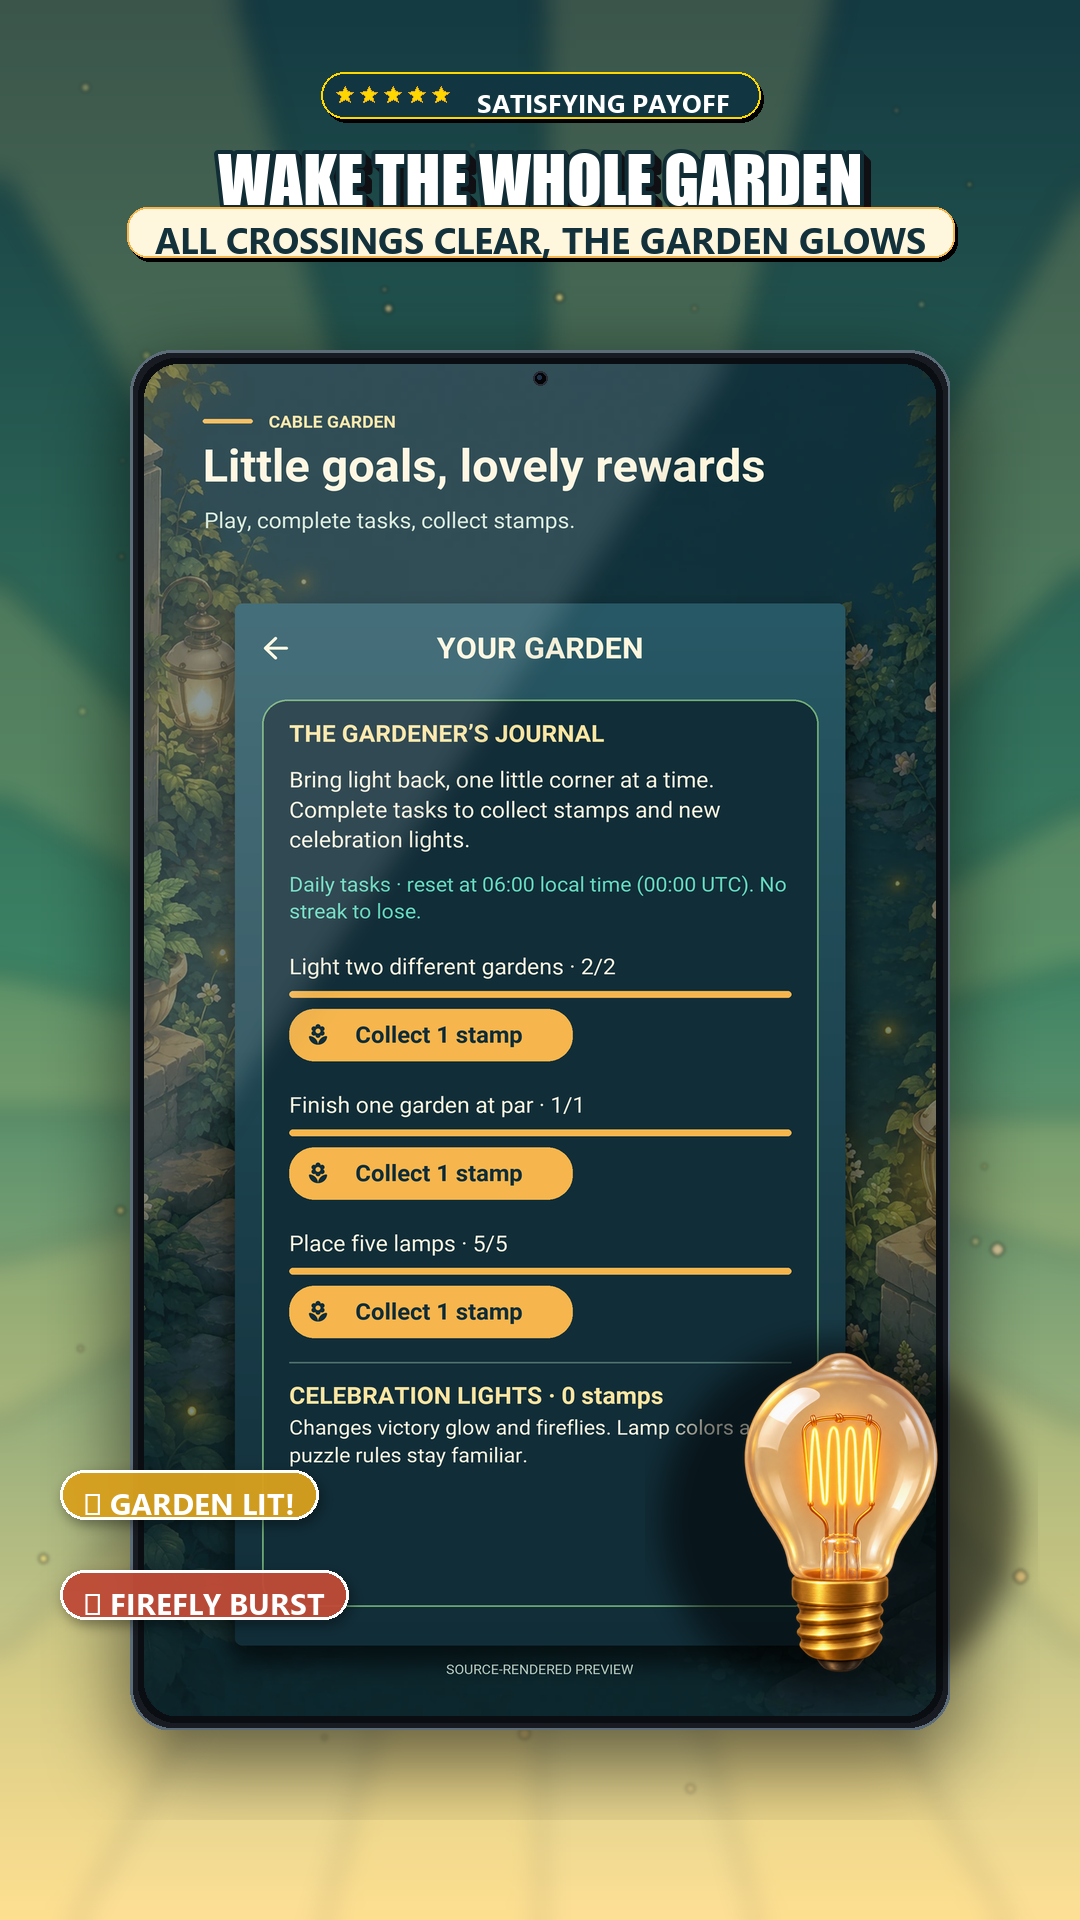 ★★★★★ SATISFYING PAYOFF
WAKE THE WHOLE GARDEN
ALL CROSSINGS CLEAR, THE GARDEN GLOWS
CABLE GARDEN
Little goals, lovely rewards
Play, complete tasks, collect stamps.
YOUR GARDEN
THE GARDENER’S JOURNAL
Bring light back, one little corner at a time.
Complete tasks to collect stamps and new
celebration lights.
Daily tasks · reset at 06:00 local time (00:00 UTC). No
streak to lose.
Light two different gardens · 2/2
Collect 1 stamp
Finish one garden at par · 1/1
Collect 1 stamp
Place five lamps · 5/5
Collect 1 stamp
CELEBRATION LIGHTS · 0 stamps
Changes victory glow and fireflies. Lamp colors
puzzle rules stay familiar.
GARDEN LIT!
FIREFLY BURST
SOURCE-RENDERED PREVIEW